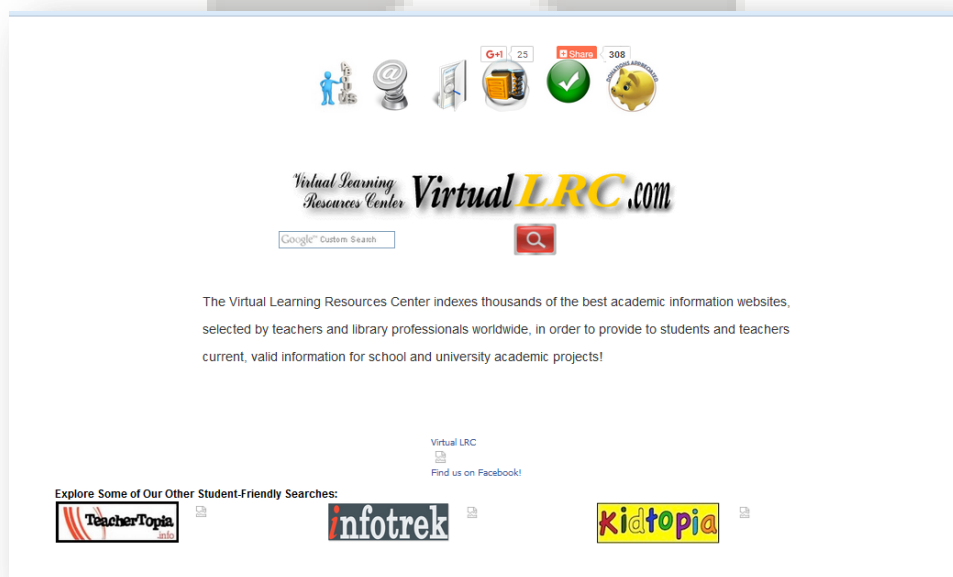 G+1 25 Share 308
DONATIONS APPRECIATED
Virtual Learning
Resources Center
VirtualLRC.com
Google™ Custom Search
The Virtual Learning Resources Center indexes thousands of the best academic information websites,
selected by teachers and library professionals worldwide, in order to provide to students and teachers
current, valid information for school and university academic projects!
Virtual LRC
Find us on Facebook!
Explore Some of Our Other Student-Friendly Searches:
TeacherTopia
.info
infotrek
Kidtopia